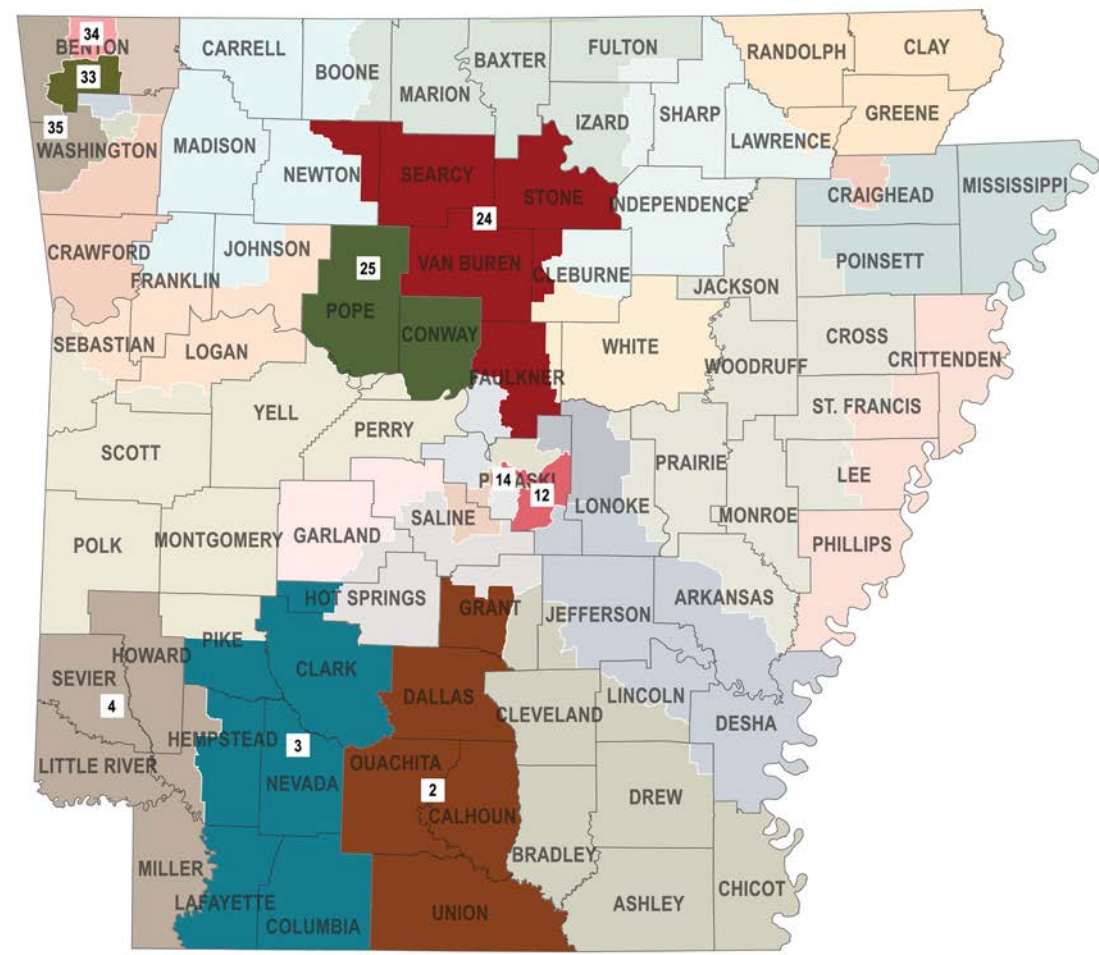 34
BENTON
CARRELL
BOONE
MARION
BAXTER
FULTON
RANDOLPH
CLAY
33
35
WASHINGTON
MADISON
NEWTON
SEARCY
STONE
IZARD
SHARP
LAWRENCE
GREENE
CRAIGHEAD
MISSISSIPPI
24
INDEPENDENCE
CRAWFORD
FRANKLIN
JOHNSON
25
POPE
VAN BUREN
CLEBURNE
JACKSON
POINSETT
SEBASTIAN
LOGAN
CONWAY
FAULKNER
WHITE
WOODRUFF
CROSS
CRITTENDEN
ST. FRANCIS
SCOTT
YELL
PERRY
PULASKI
14
12
LONOKE
PRAIRIE
MONROE
LEE
POLK
MONTGOMERY
GARLAND
SALINE
PHILLIPS
HOT SPRINGS
GRANT
JEFFERSON
ARKANSAS
SEVIER
HOWARD
PIKE
CLARK
DALLAS
CLEVELAND
LINCOLN
DESHA
4
LITTLE RIVER
HEMPSTEAD
3
NEVADA
OUACHITA
2
CALHOUN
BRADLEY
DREW
MILLER
LAFAYETTE
COLUMBIA
UNION
ASHLEY
CHICOT